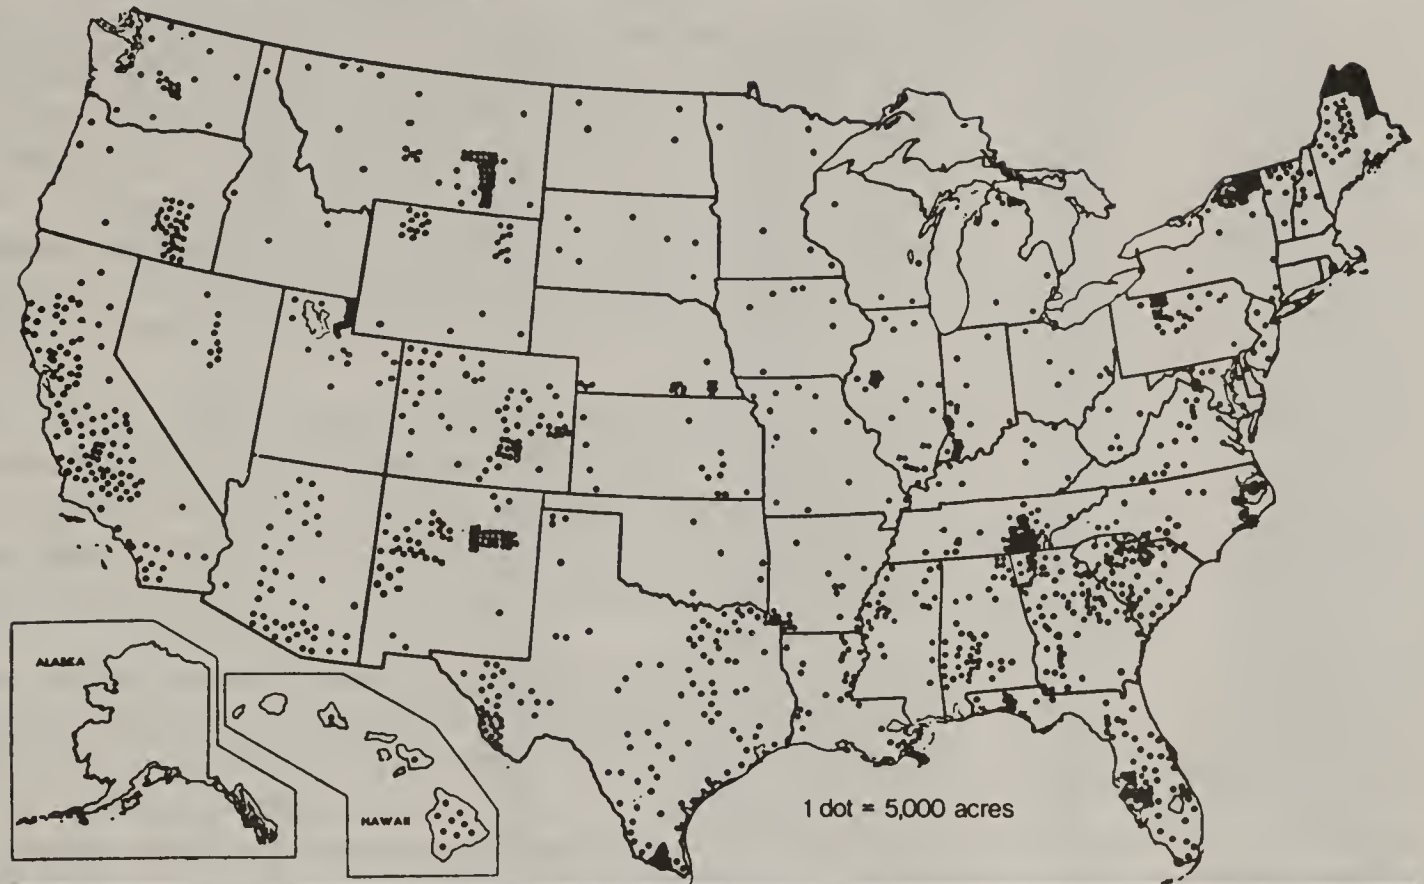 ALASKA
HAWAII
1 dot = 5,000 acres